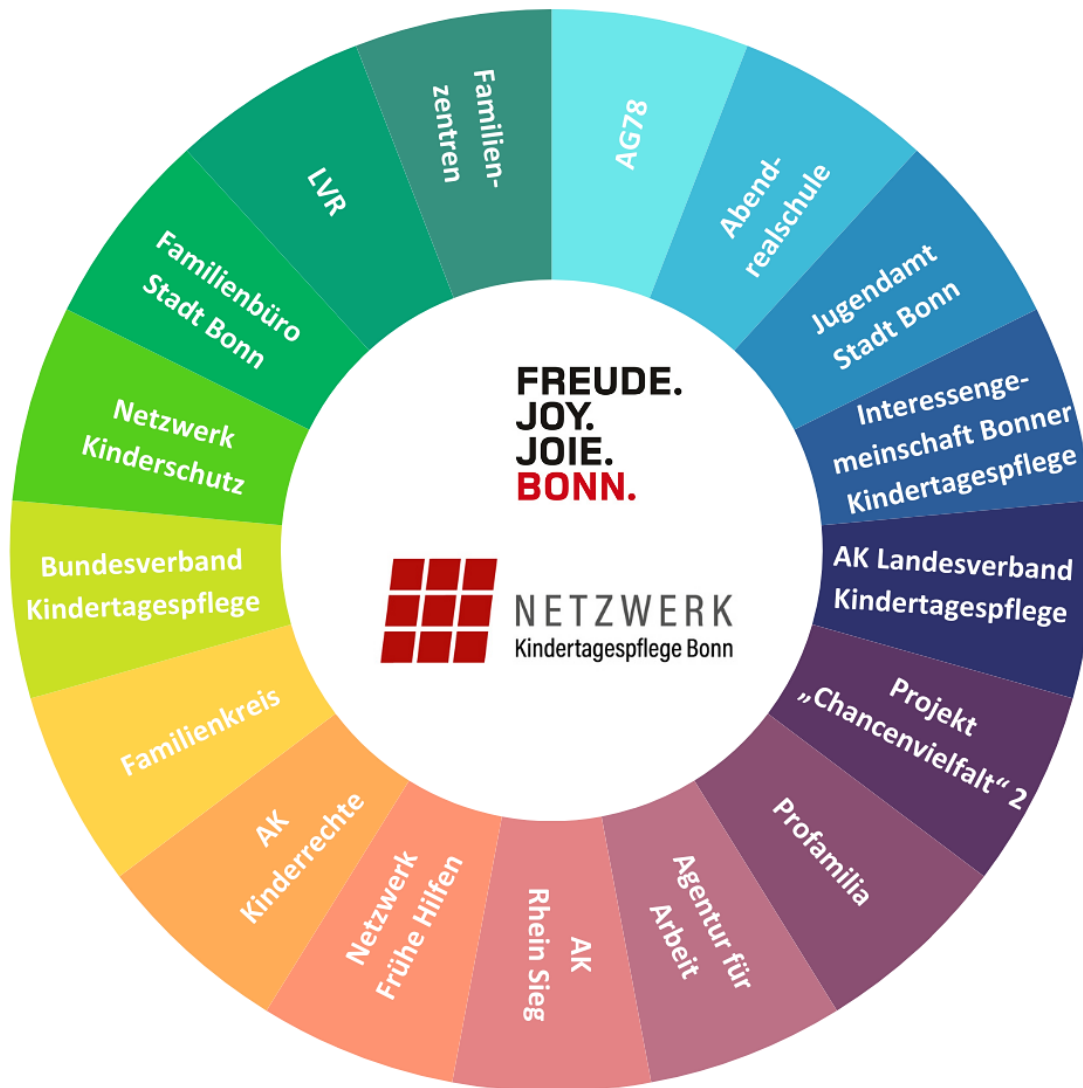 AG78
Abend-
realschule
Jugendamt
Stadt Bonn
Interessenge-
meinschaft Bonner
Kindertagespflege
AK Landesverband
Kindertagespflege
Projekt
„Chancenvielfalt“ 2
Profamilia
Agentur für
Arbeit
AK
Rhein Sieg
Netzwerk
Frühe Hilfen
AK
Kinderrechte
Familienkreis
Bundesverband
Kindertagespflege
Netzwerk
Kinderschutz
Familienbüro
Stadt Bonn
LVR
Familien-
zentren
FREUDE.
JOY.
JOIE.
BONN.
NETZWERK
Kindertagespflege Bonn